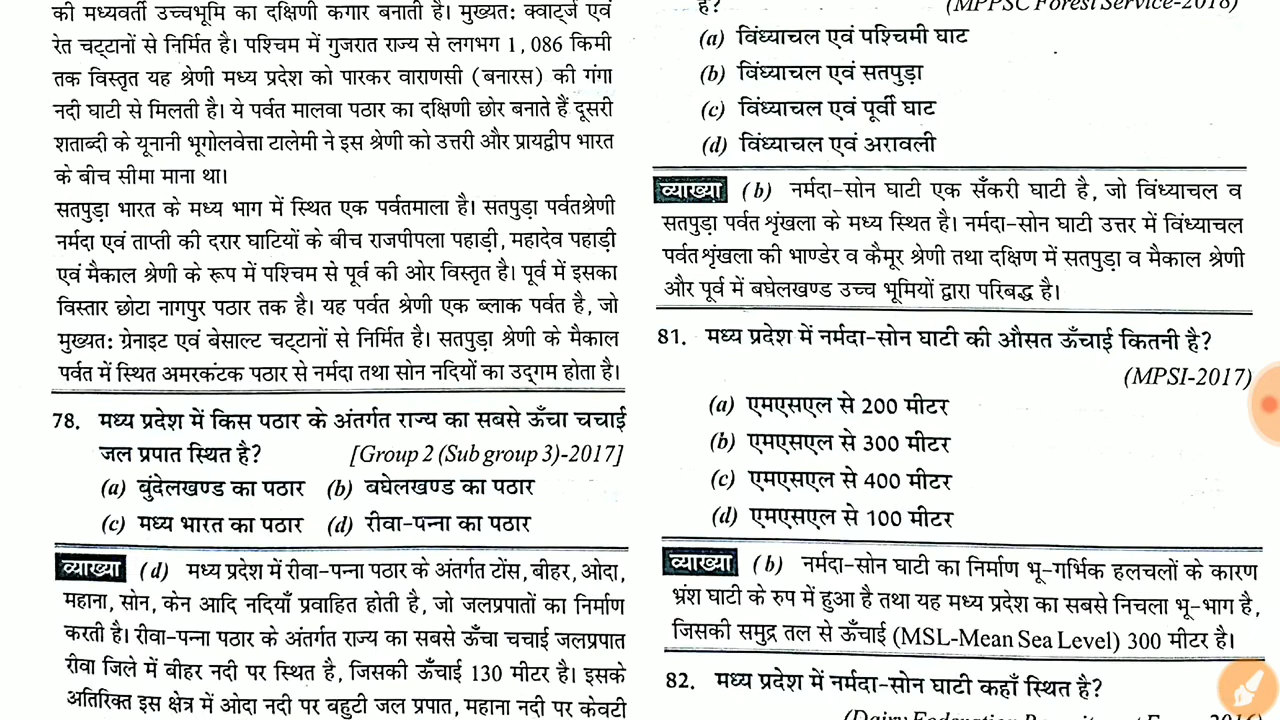 की मध्यवर्ती उच्चभूमि का दक्षिणी कगार बनाती है। मुख्यतः क्वार्ट्ज एवं
रेत चट्टानों से निर्मित है। पश्चिम में गुजरात राज्य से लगभग 1,086 किमी
तक विस्तृत यह श्रेणी मध्य प्रदेश को पारकर वाराणसी (बनारस) की गंगा
नदी घाटी से मिलती है। ये पर्वत मालवा पठार का दक्षिणी छोर बनाते हैं दूसरी
शताब्दी के यूनानी भूगोलवेत्ता टालेमी ने इस श्रेणी को उत्तरी और प्रायद्वीप भारत
के बीच सीमा माना था।
सतपुड़ा भारत के मध्य भाग में स्थित एक पर्वतमाला है। सतपुड़ा पर्वतश्रेणी
नर्मदा एवं ताप्ती की दरार घाटियों के बीच राजपीपला पहाड़ी, महादेव पहाड़ी
एवं मैकाल श्रेणी के रूप में पश्चिम से पूर्व की ओर विस्तृत है। पूर्व में इसका
विस्तार छोटा नागपुर पठार तक है। यह पर्वत श्रेणी एक ब्लाक पर्वत है, जो
मुख्यतः ग्रेनाइट एवं बेसाल्ट चट्टानों से निर्मित है। सतपुड़ा श्रेणी के मैकाल
पर्वत में स्थित अमरकंटक पठार से नर्मदा तथा सोन नदियों का उद्गम होता है।
78. मध्य प्रदेश में किस पठार के अंतर्गत राज्य का सबसे ऊँचा चचाई
जल प्रपात स्थित है? [Group 2 (Sub group 3)-2017]
(a) बुंदेलखण्ड का पठार (b) बघेलखण्ड का पठार
(c) मध्य भारत का पठार (d) रीवा-पन्ना का पठार
व्याख्या (d) मध्य प्रदेश में रीवा-पन्ना पठार के अंतर्गत टोंस, बीहर, ओदा,
महाना, सोन, केन आदि नदियाँ प्रवाहित होती है, जो जलप्रपातों का निर्माण
करती है। रीवा-पन्ना पठार के अंतर्गत राज्य का सबसे ऊँचा चचाई जलप्रपात
रीवा जिले में बीहर नदी पर स्थित है, जिसकी ऊँचाई 130 मीटर है। इसके
अतिरिक्त इस क्षेत्र में ओदा नदी पर बहुटी जल प्रपात, महाना नदी पर केवटी
है? (MPPSC Forest Service-2018)
(a) विंध्याचल एवं पश्चिमी घाट
(b) विंध्याचल एवं सतपुड़ा
(c) विंध्याचल एवं पूर्वी घाट
(d) विंध्याचल एवं अरावली
व्याख्या (b) नर्मदा-सोन घाटी एक सँकरी घाटी है, जो विंध्याचल व
सतपुड़ा पर्वत शृंखला के मध्य स्थित है। नर्मदा-सोन घाटी उत्तर में विंध्याचल
पर्वत शृंखला की भाण्डेर व कैमूर श्रेणी तथा दक्षिण में सतपुड़ा व मैकाल श्रेणी
और पूर्व में बघेलखण्ड उच्च भूमियों द्वारा परिबद्ध है।
81. मध्य प्रदेश में नर्मदा-सोन घाटी की औसत ऊँचाई कितनी है?
(MPSI-2017)
(a) एमएसएल से 200 मीटर
(b) एमएसएल से 300 मीटर
(c) एमएसएल से 400 मीटर
(d) एमएसएल से 100 मीटर
व्याख्या (b) नर्मदा-सोन घाटी का निर्माण भू-गर्भिक हलचलों के कारण
भ्रंश घाटी के रुप में हुआ है तथा यह मध्य प्रदेश का सबसे निचला भू-भाग है,
जिसकी समुद्र तल से ऊँचाई (MSL-Mean Sea Level) 300 मीटर है।
82. मध्य प्रदेश में नर्मदा-सोन घाटी कहाँ स्थित है?